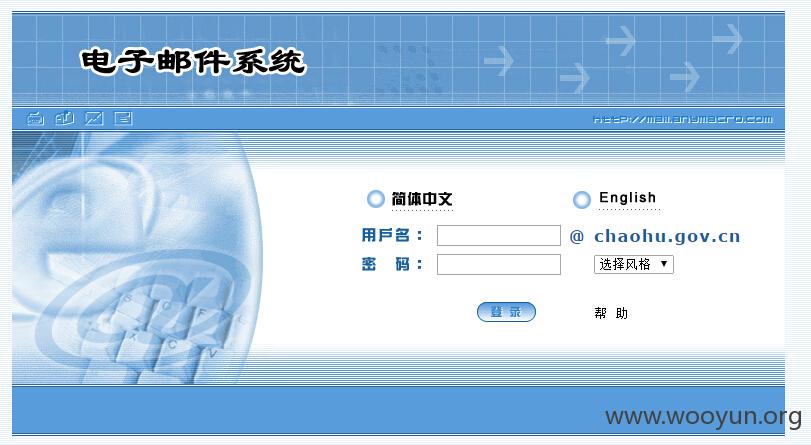 电子邮件系统
http://mail.anymacro.com
简体中文 English
用戶名： @ chaohu.gov.cn
密 码： 选择风格
登 录 帮 助
www.wooyun.org